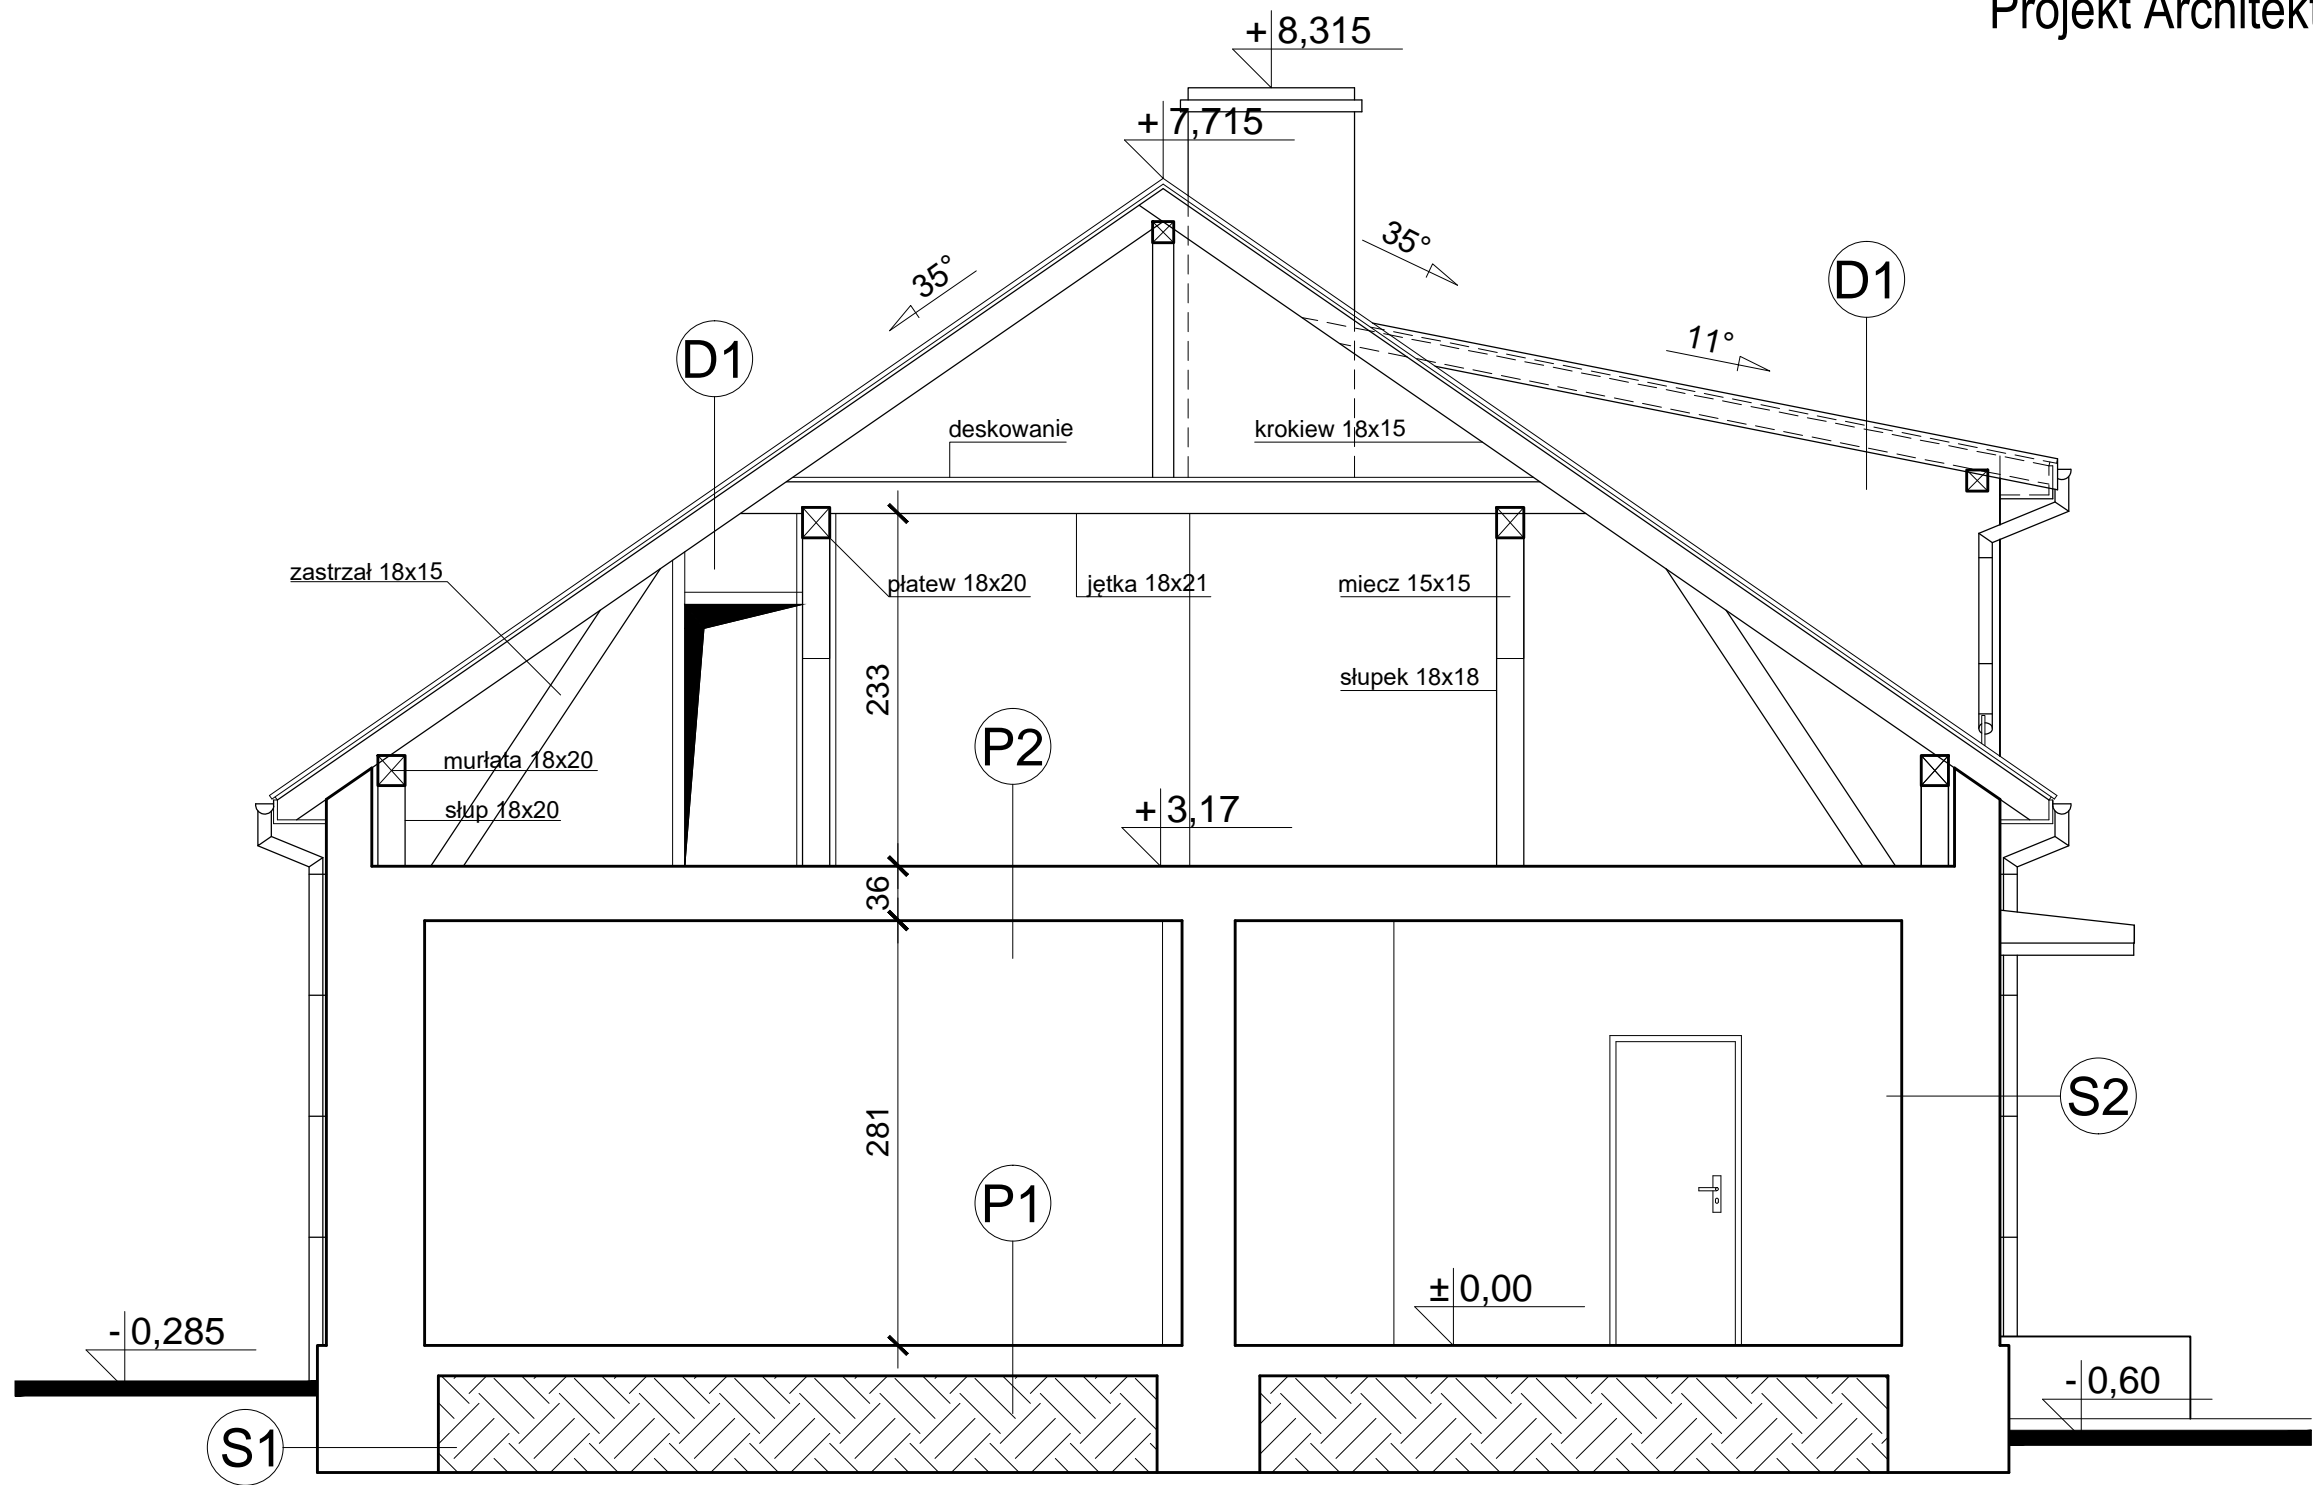 Projekt Architekt
+ 8,315
+ 7,715
35°
35°
D1
11°
D1
deskowanie
krokiew 18x15
zastrzał 18x15
płatew 18x20
jętka 18x21
miecz 15x15
233
słupek 18x18
P2
murłata 18x20
słup 18x20
+ 3,17
36
281
S2
P1
± 0,00
- 0,285
- 0,60
S1